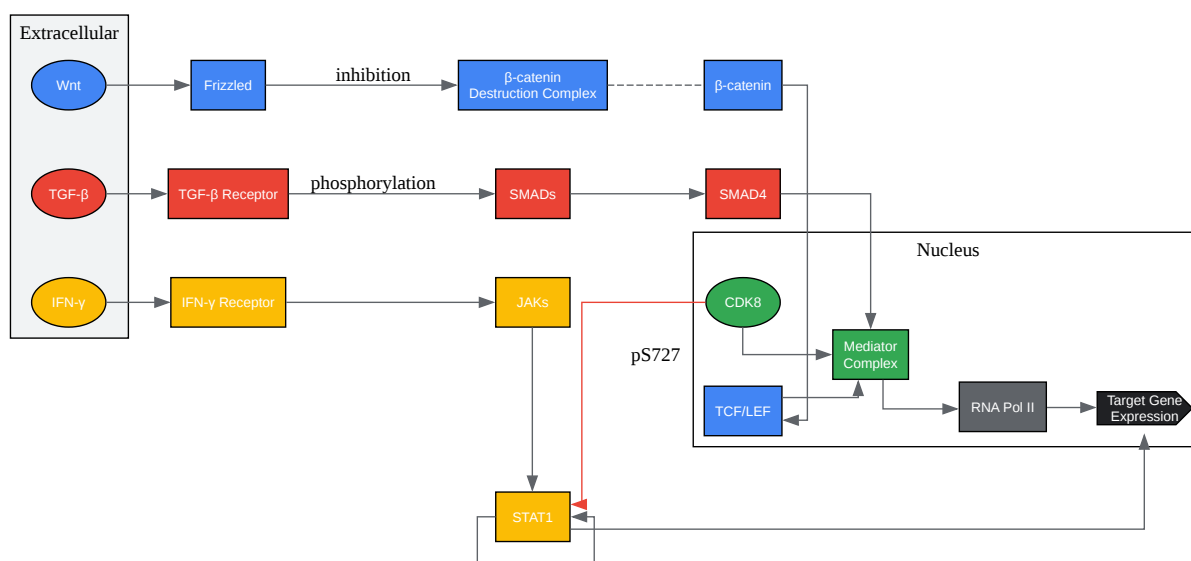 Extracellular
Wnt
Frizzled
inhibition
β-catenin
Destruction Complex
β-catenin
TGF-β
TGF-β Receptor
phosphorylation
SMADs
SMAD4
Nucleus
IFN-γ
IFN-γ Receptor
JAKs
CDK8
pS727
Mediator
Complex
TCF/LEF
RNA Pol II
Target Gene
Expression
STAT1